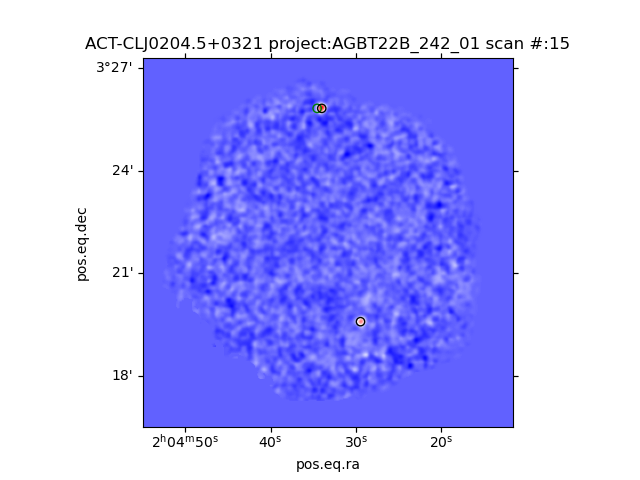 ACT-CLJ0204.5+0321 project:AGBT22B_242_01 scan #:15
3°27'
24'
21'
18'
pos.eq.dec
2ʰ04ᵐ50ˢ 40ˢ 30ˢ 20ˢ
pos.eq.ra